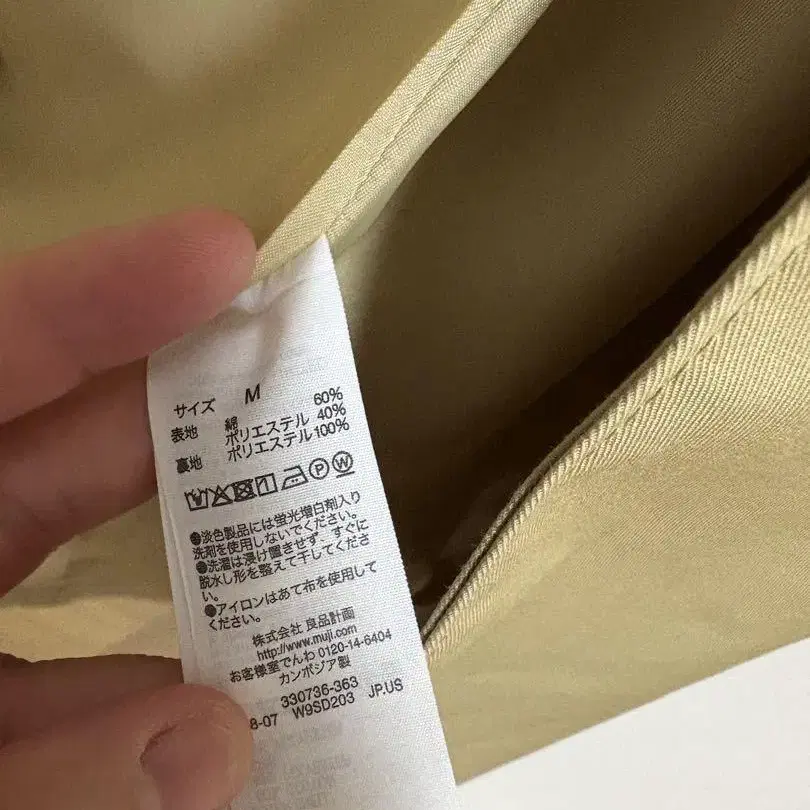 サイズ M
表地 綿 60%
ポリエステル 40%
裏地 ポリエステル 100%
●淡色製品には蛍光増白剤入り
洗剤を使用しないでください。
●洗濯は浸け置きせず、すぐに
脱水し形を整えて干してくださ
い。
●アイロンはあて布を使用して
ください。
株式会社 良品計画
http://www.muji.com
お客様室でんわ 0120-14-6404
カンボジア製
330736-363
8-07 W9SD203 JP.US